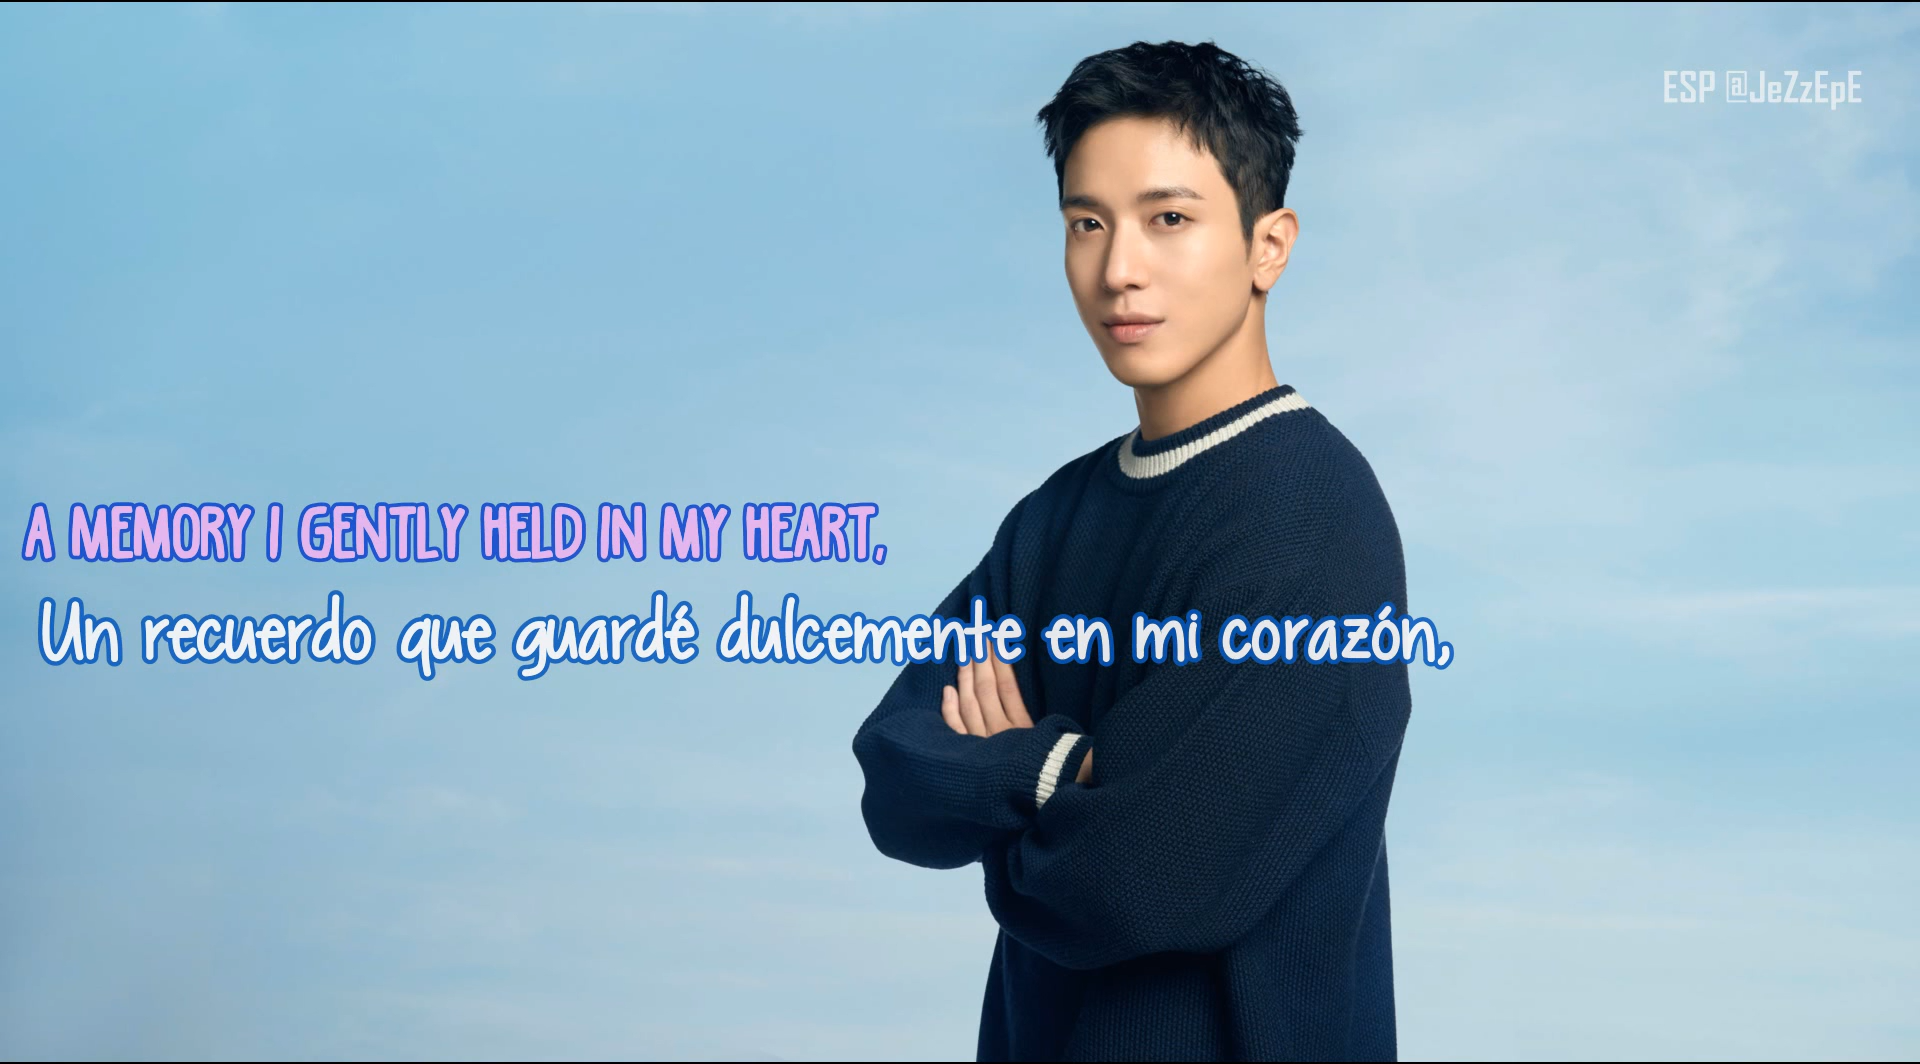 ESP @JeZzEpE
A MEMORY I GENTLY HELD IN MY HEART,
Un recuerdo que guardé dulcemente en mi corazón,